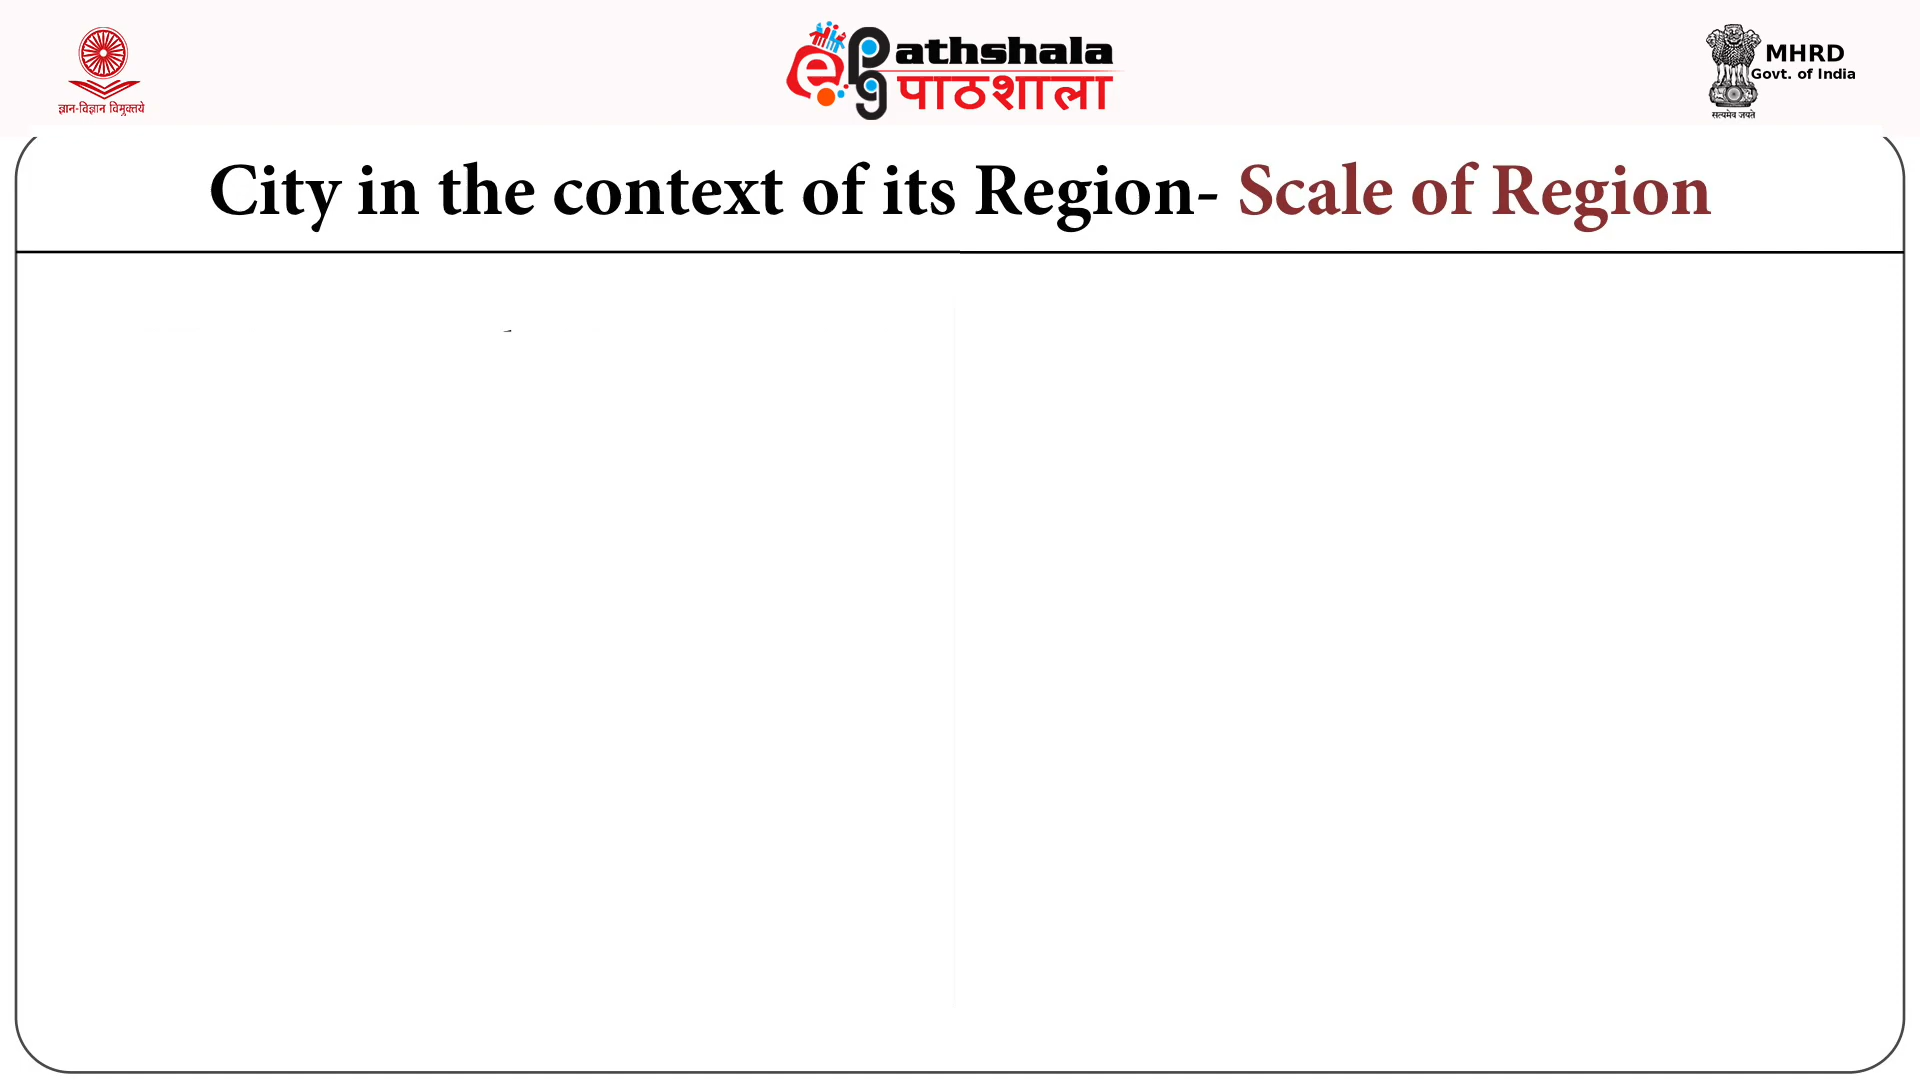 ज्ञान-विज्ञान विमुक्तये
e pg Pathshala
पाठशाला
MHRD
Govt. of India
सत्यमेव जयते
City in the context of its Region- Scale of Region